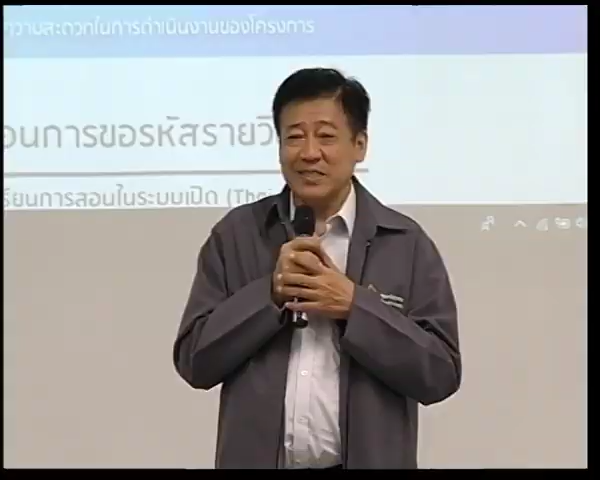 วามสะดวกในการดำเนินงานของโครงการ
อนการขอรหัสรายวิ
รียนการสอนในระบบเปิด (Thai